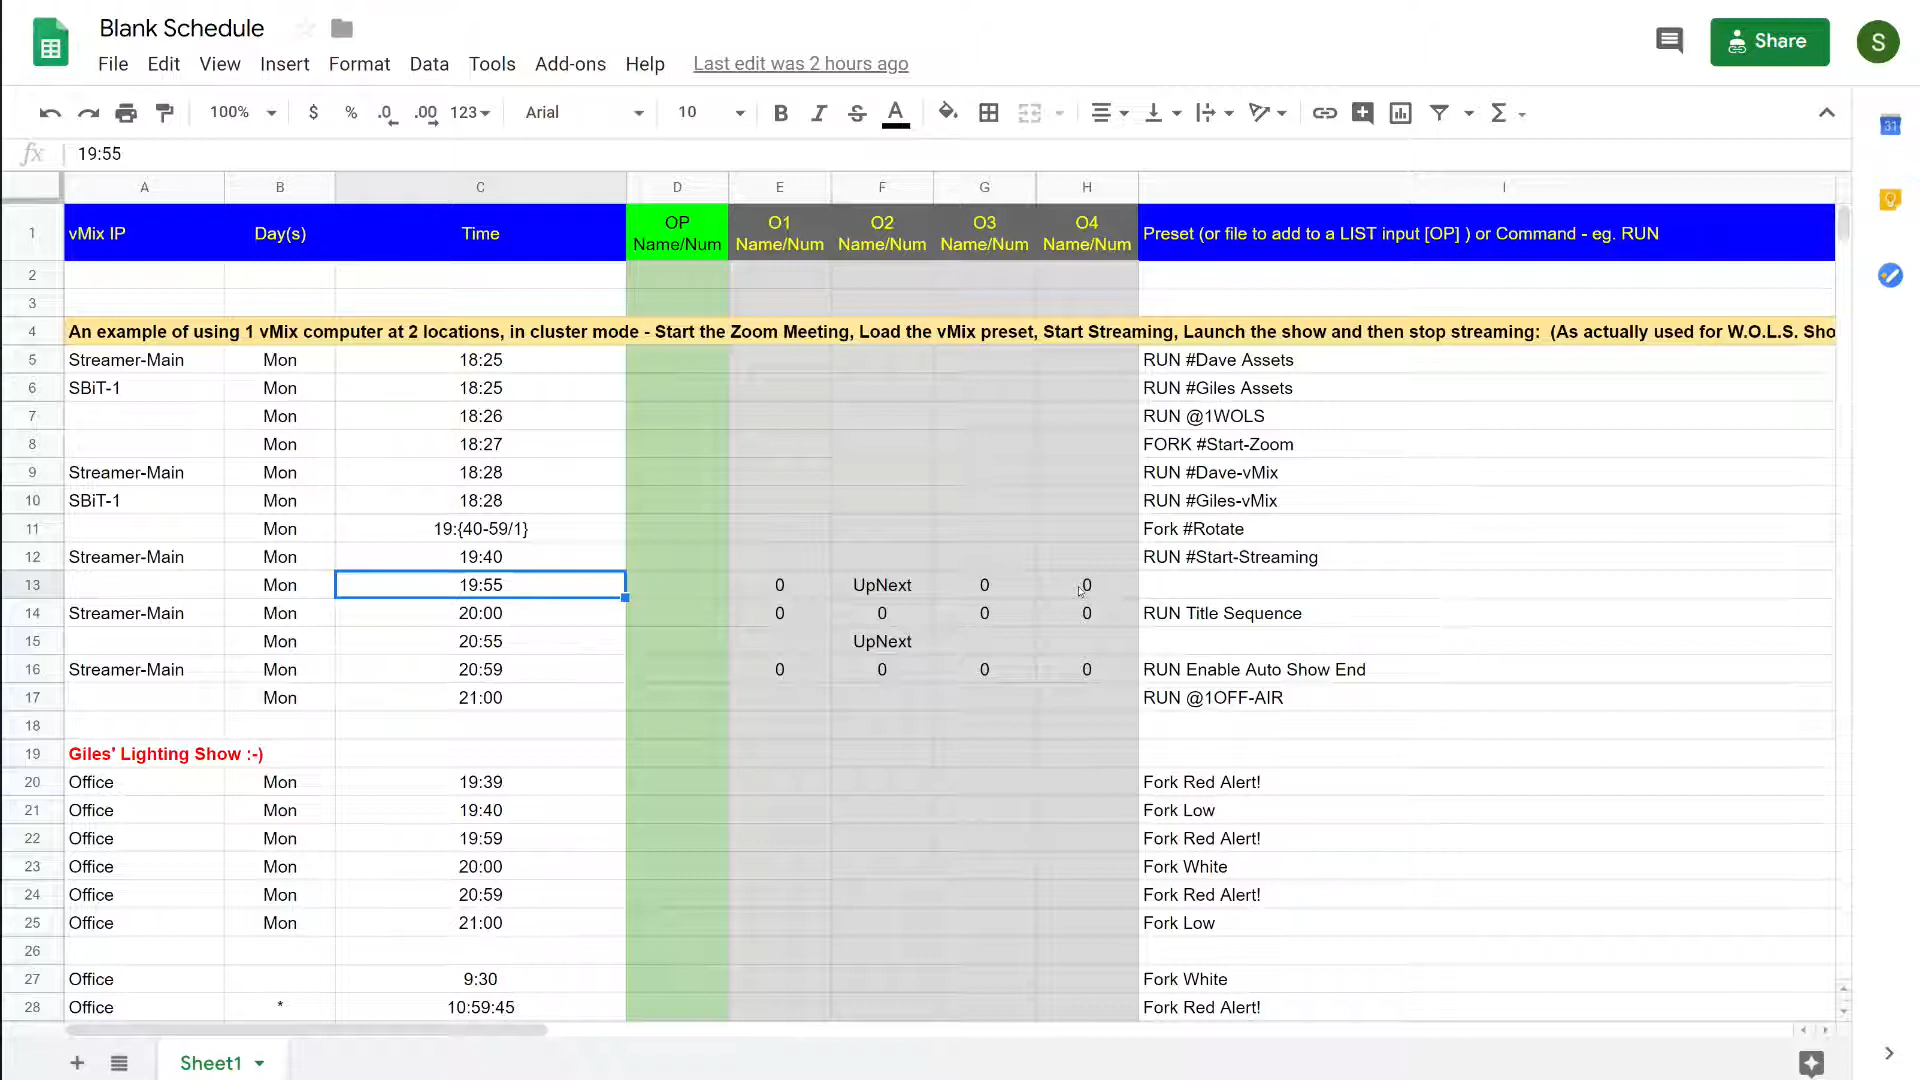 Blank Schedule
File Edit View Insert Format Data Tools Add-ons Help Last edit was 2 hours ago
Share
S
100% $ % .0 .00 123 Arial 10 B I S A Σ
31
fx 19:55
A B C D E F G H I
1 vMix IP Day(s) Time OP Name/Num O1 Name/Num O2 Name/Num O3 Name/Num O4 Name/Num Preset (or file to add to a LIST input [OP] ) or Command - eg. RUN
2
3
4 An example of using 1 vMix computer at 2 locations, in cluster mode - Start the Zoom Meeting, Load the vMix preset, Start Streaming, Launch the show and then stop streaming: (As actually used for W.O.L.S. Sho
5 Streamer-Main Mon 18:25 RUN #Dave Assets
6 SBiT-1 Mon 18:25 RUN #Giles Assets
7 Mon 18:26 RUN @1WOLS
8 Mon 18:27 FORK #Start-Zoom
9 Streamer-Main Mon 18:28 RUN #Dave-vMix
10 SBiT-1 Mon 18:28 RUN #Giles-vMix
11 Mon 19:{40-59/1} Fork #Rotate
12 Streamer-Main Mon 19:40 RUN #Start-Streaming
13 Mon 19:55 0 UpNext 0 0
14 Streamer-Main Mon 20:00 0 0 0 0 RUN Title Sequence
15 Mon 20:55 UpNext
16 Streamer-Main Mon 20:59 0 0 0 0 RUN Enable Auto Show End
17 Mon 21:00 RUN @1OFF-AIR
18
19 Giles' Lighting Show :-)
20 Office Mon 19:39 Fork Red Alert!
21 Office Mon 19:40 Fork Low
22 Office Mon 19:59 Fork Red Alert!
23 Office Mon 20:00 Fork White
24 Office Mon 20:59 Fork Red Alert!
25 Office Mon 21:00 Fork Low
26
27 Office 9:30 Fork White
28 Office * 10:59:45 Fork Red Alert!
Sheet1